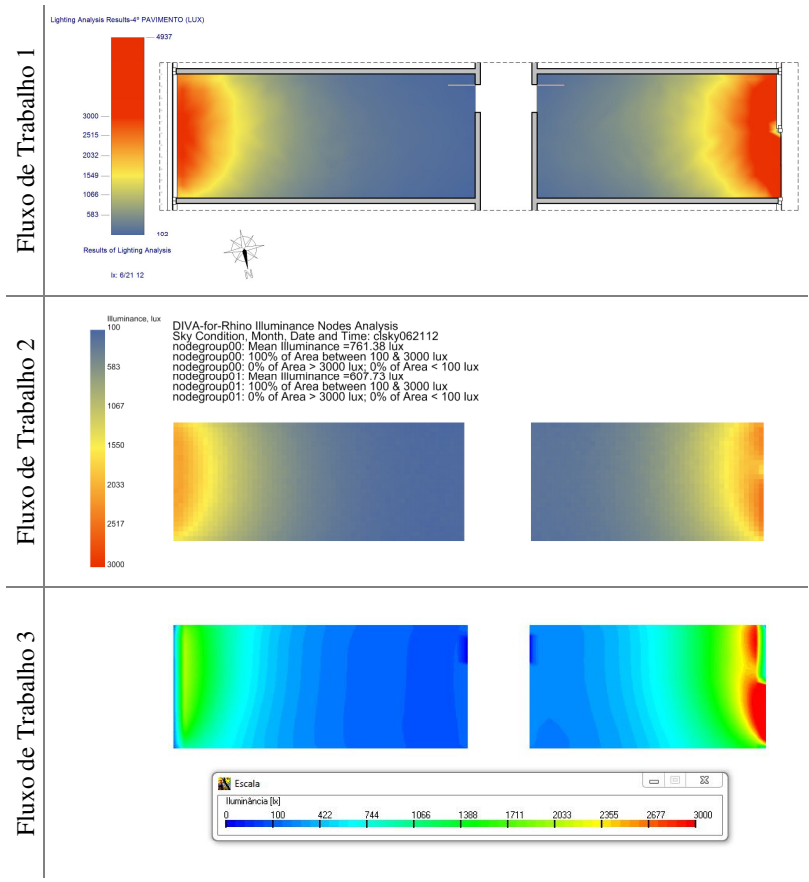 Fluxo de Trabalho 1
Lighting Analysis Results-4º PAVIMENTO (LUX)
4937
3000
2515
2032
1549
1066
583
102
Results of Lighting Analysis
lx: 6/21 12
N
Fluxo de Trabalho 2
Illuminance, lux
100
583
1067
1550
2033
2517
3000
DIVA-for-Rhino Illuminance Nodes Analysis
Sky Condition, Month, Date and Time: clsky062112
nodegroup00: Mean Illuminance =761.38 lux
nodegroup00: 100% of Area between 100 & 3000 lux
nodegroup00: 0% of Area > 3000 lux; 0% of Area < 100 lux
nodegroup01: Mean Illuminance =607.73 lux
nodegroup01: 100% of Area between 100 & 3000 lux
nodegroup01: 0% of Area > 3000 lux; 0% of Area < 100 lux
Fluxo de Trabalho 3
Escala
Iluminância [lx]
0 100 422 744 1066 1388 1711 2033 2355 2677 3000